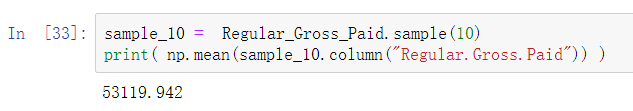 In [33]: sample_10 = Regular_Gross_Paid.sample(10)
print( np.mean(sample_10.column("Regular.Gross.Paid")) )
53119.942